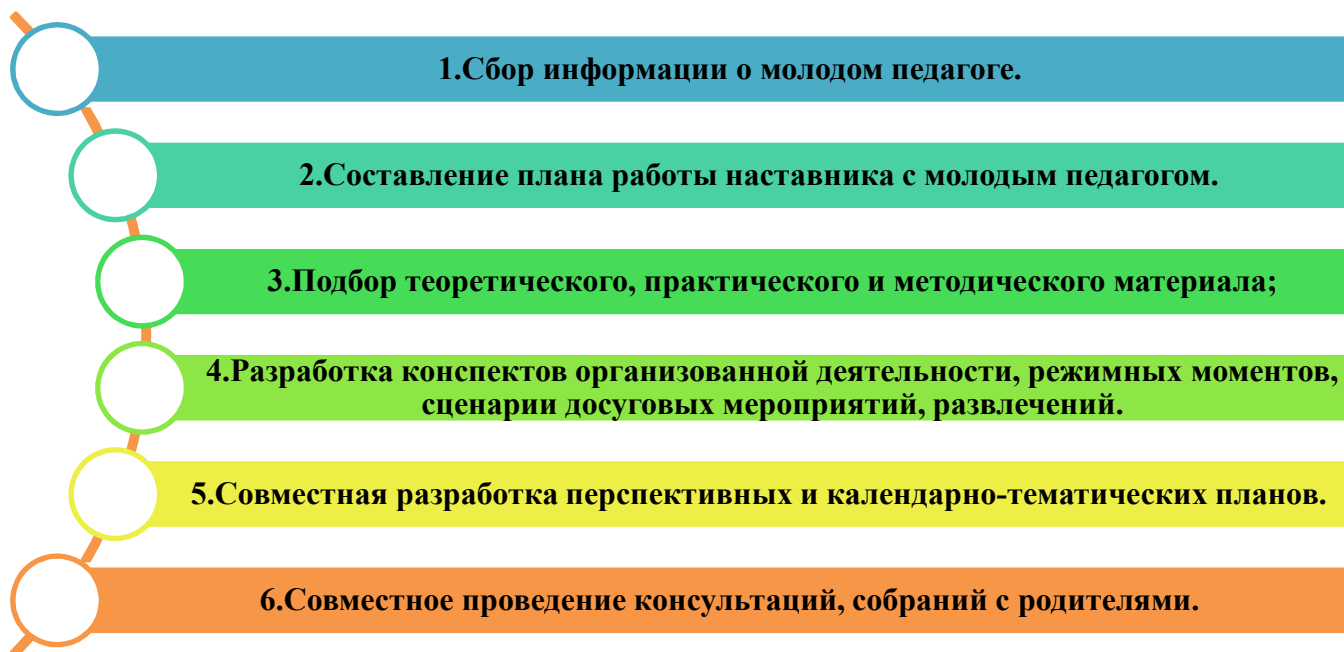 1.Сбор информации о молодом педагоге.
2.Составление плана работы наставника с молодым педагогом.
3.Подбор теоретического, практического и методического материала;
4.Разработка конспектов организованной деятельности, режимных моментов,
сценарии досуговых мероприятий, развлечений.
5.Совместная разработка перспективных и календарно-тематических планов.
6.Совместное проведение консультаций, собраний с родителями.